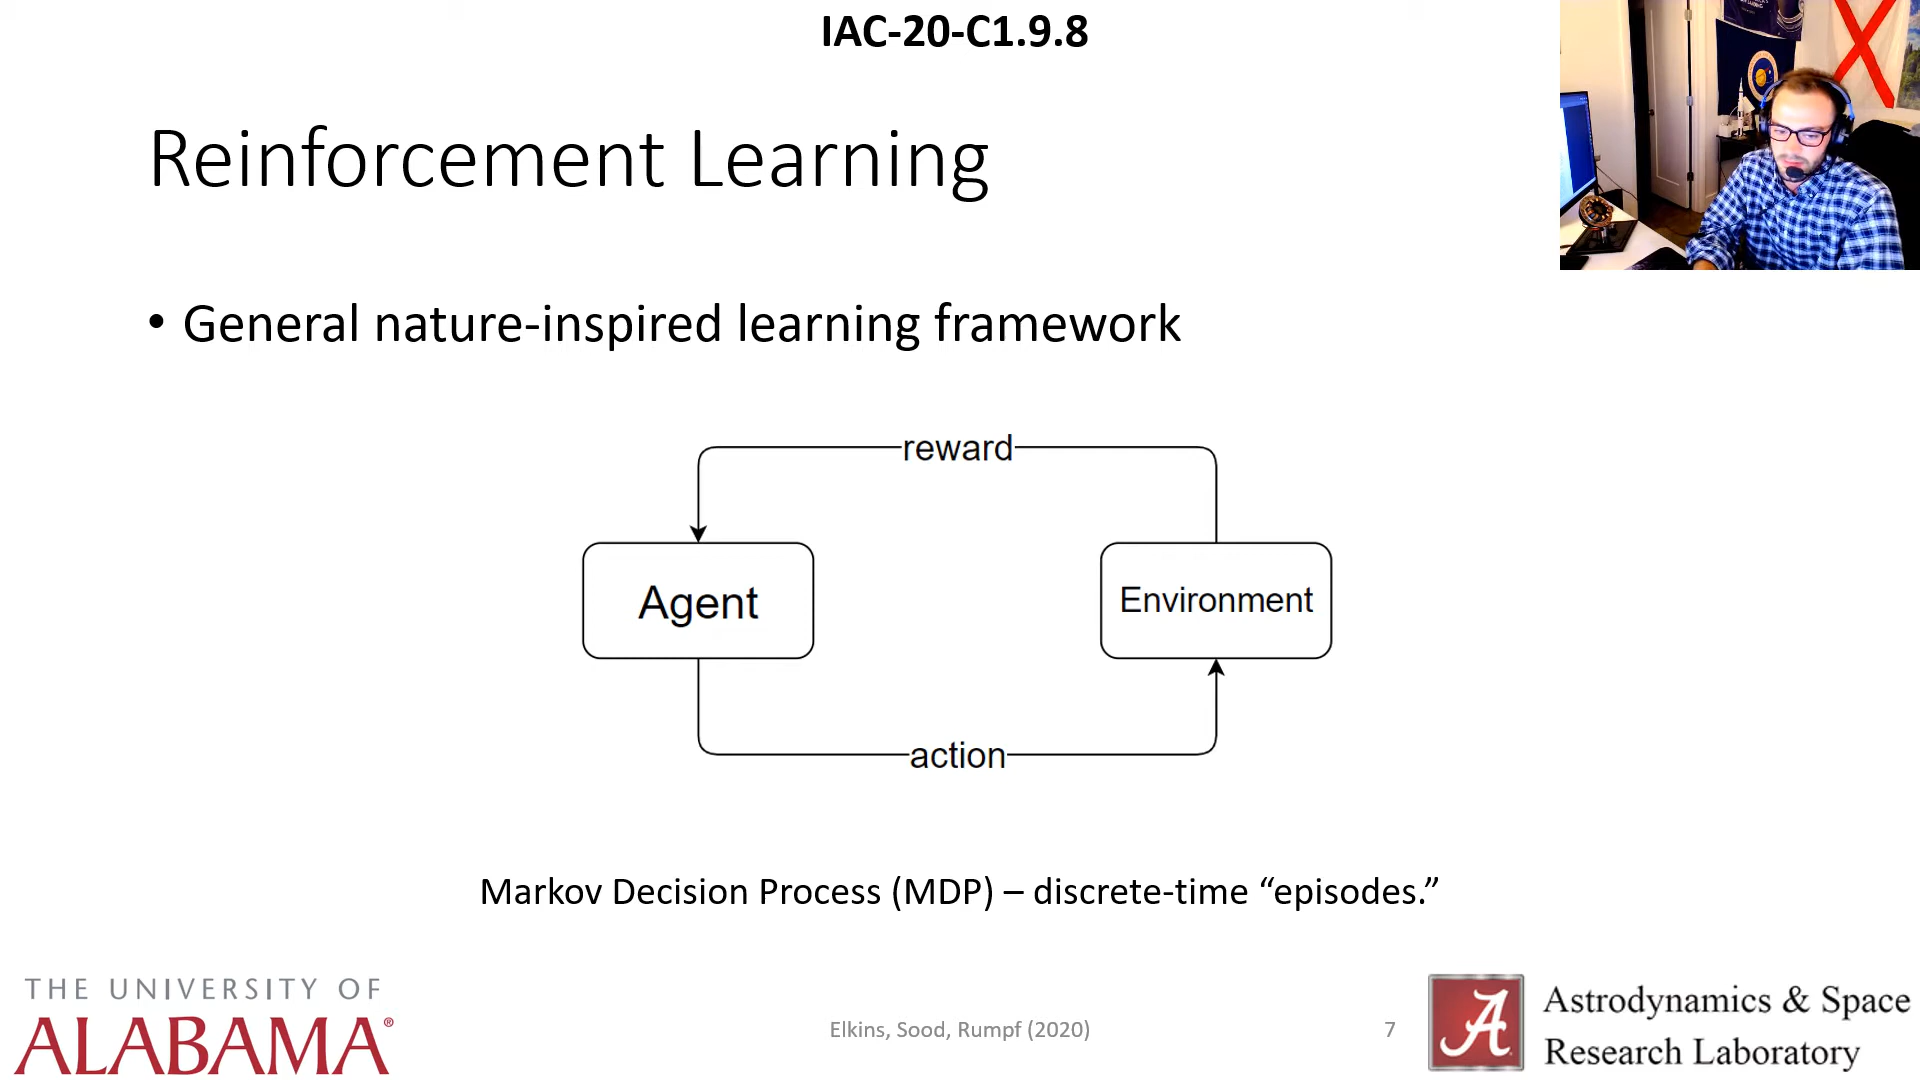 IAC-20-C1.9.8
Reinforcement Learning
• General nature-inspired learning framework
reward
Agent
Environment
action
Markov Decision Process (MDP) – discrete-time “episodes.”
THE UNIVERSITY OF
ALABAMA®
Elkins, Sood, Rumpf (2020)
7
A
Astrodynamics & Space
Research Laboratory